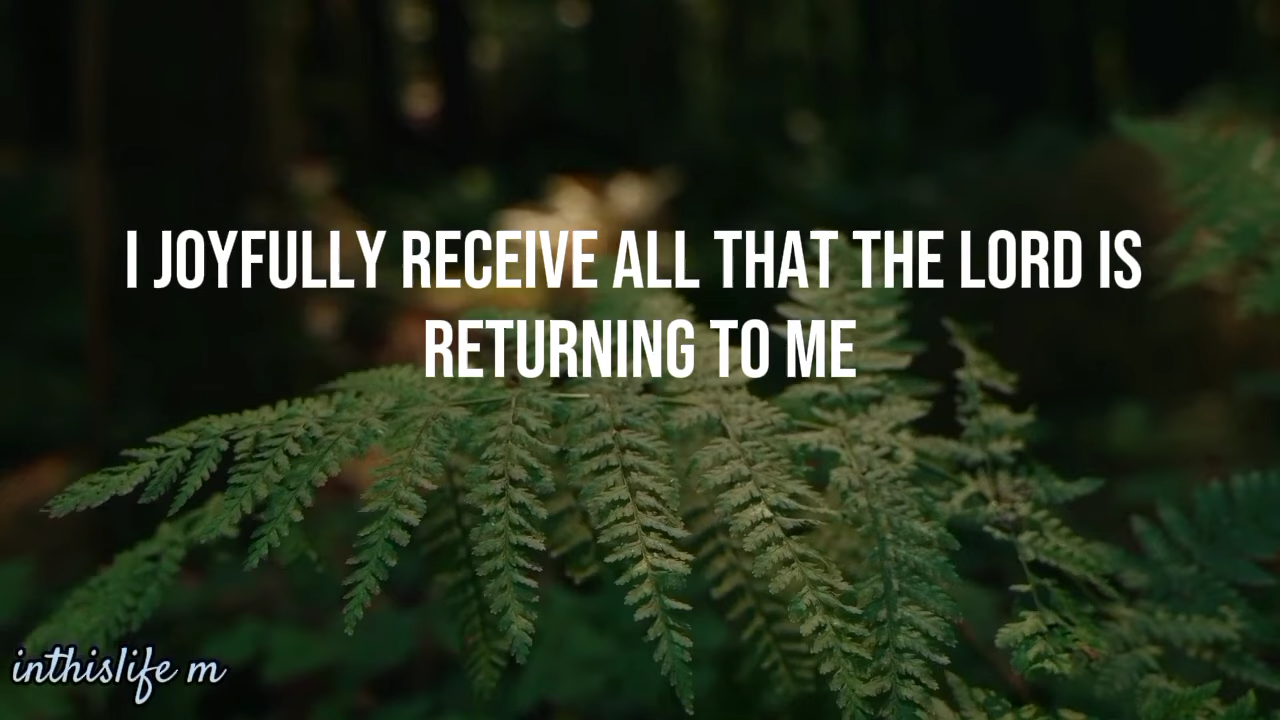 I JOYFULLY RECEIVE ALL THAT THE LORD IS
RETURNING TO ME
inthislife m